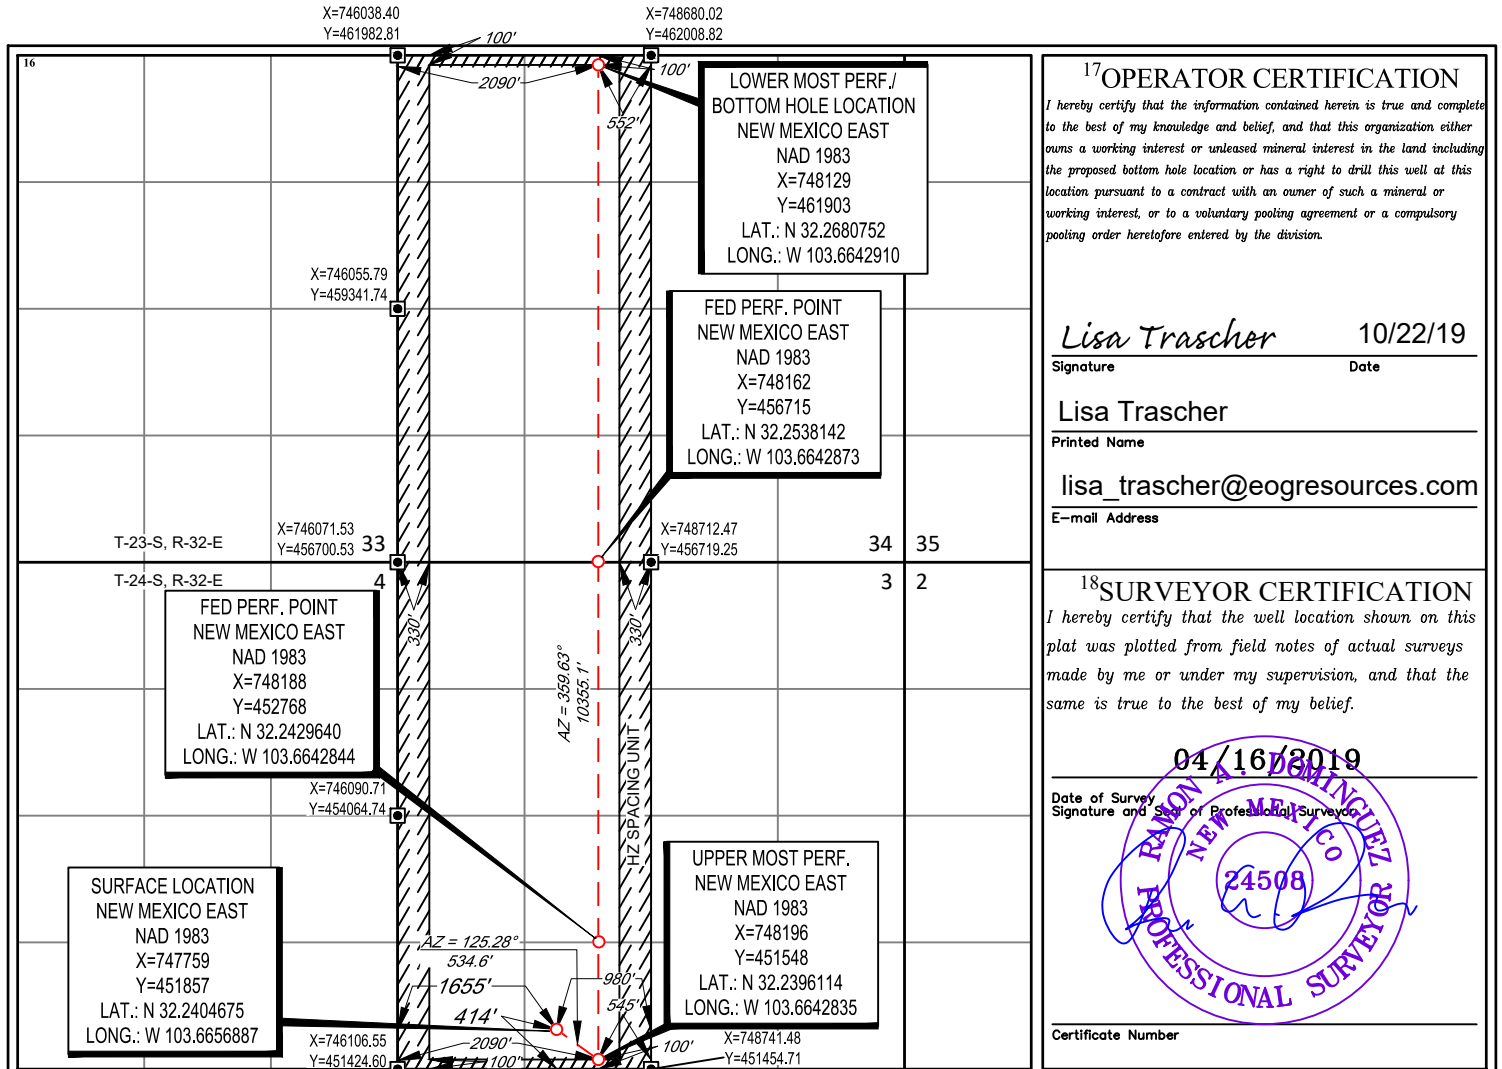 X=746038.40
Y=461982.81
X=748680.02
Y=462008.82
16
100'
2090'
100'
552'
LOWER MOST PERF./
BOTTOM HOLE LOCATION
NEW MEXICO EAST
NAD 1983
X=748129
Y=461903
LAT.: N 32.2680752
LONG.: W 103.6642910
X=746055.79
Y=459341.74
FED PERF. POINT
NEW MEXICO EAST
NAD 1983
X=748162
Y=456715
LAT.: N 32.2538142
LONG.: W 103.6642873
T-23-S, R-32-E
X=746071.53
Y=456700.53
33
X=748712.47
Y=456719.25
34
35
T-24-S, R-32-E
4
3
2
330'
330'
FED PERF. POINT
NEW MEXICO EAST
NAD 1983
X=748188
Y=452768
LAT.: N 32.2429640
LONG.: W 103.6642844
AZ = 359.63°
10355.1'
HZ SPACING UNIT
X=746090.71
Y=454064.74
SURFACE LOCATION
NEW MEXICO EAST
NAD 1983
X=747759
Y=451857
LAT.: N 32.2404675
LONG.: W 103.6656887
AZ = 125.28°
534.6'
1655'
980'
414'
545'
UPPER MOST PERF.
NEW MEXICO EAST
NAD 1983
X=748196
Y=451548
LAT.: N 32.2396114
LONG.: W 103.6642835
X=746106.55
Y=451424.60
2090'
100'
100'
X=748741.48
Y=451454.71
17 OPERATOR CERTIFICATION
I hereby certify that the information contained herein is true and complete
to the best of my knowledge and belief, and that this organization either
owns a working interest or unleased mineral interest in the land including
the proposed bottom hole location or has a right to drill this well at this
location pursuant to a contract with an owner of such a mineral or
working interest, or to a voluntary pooling agreement or a compulsory
pooling order heretofore entered by the division.
Lisa Trascher 10/22/19
Signature Date
Lisa Trascher
Printed Name
lisa_trascher@eogresources.com
E-mail Address
18 SURVEYOR CERTIFICATION
I hereby certify that the well location shown on this
plat was plotted from field notes of actual surveys
made by me or under my supervision, and that the
same is true to the best of my belief.
04/16/2019
Date of Survey
Signature and Seal of Professional Surveyor
RAMON A. DOMINGUEZ
NEW MEXICO
24508
PROFESSIONAL SURVEYOR
Certificate Number